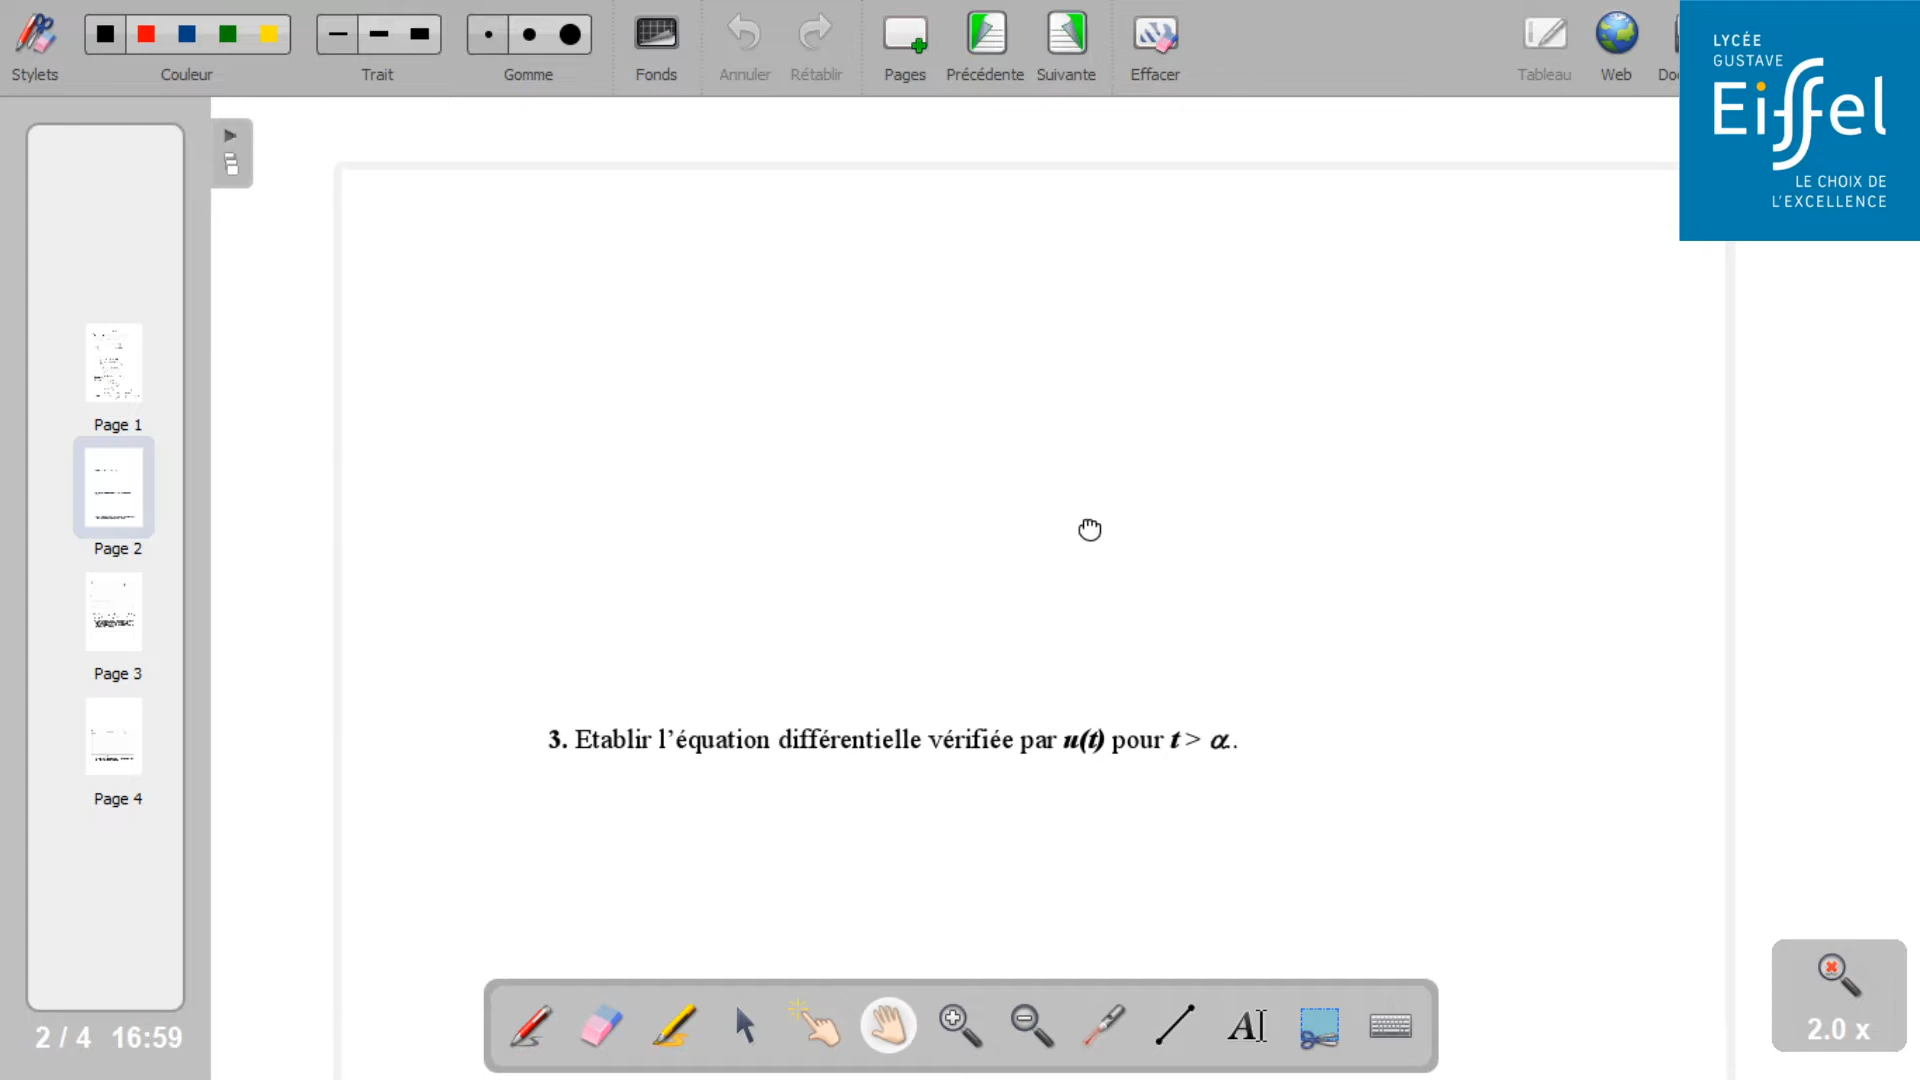 Stylets
Couleur
Trait
Gomme
Fonds
Annuler
Rétablir
Pages
Précédente
Suivante
Effacer
Tableau
Web
LYCÉE
GUSTAVE
Eiffel
LE CHOIX DE
L'EXCELLENCE
Page 1
Page 2
Page 3
Page 4
3. Etablir l’équation différentielle vérifiée par u(t) pour t > α..
2 / 4 16:59
2.0 x